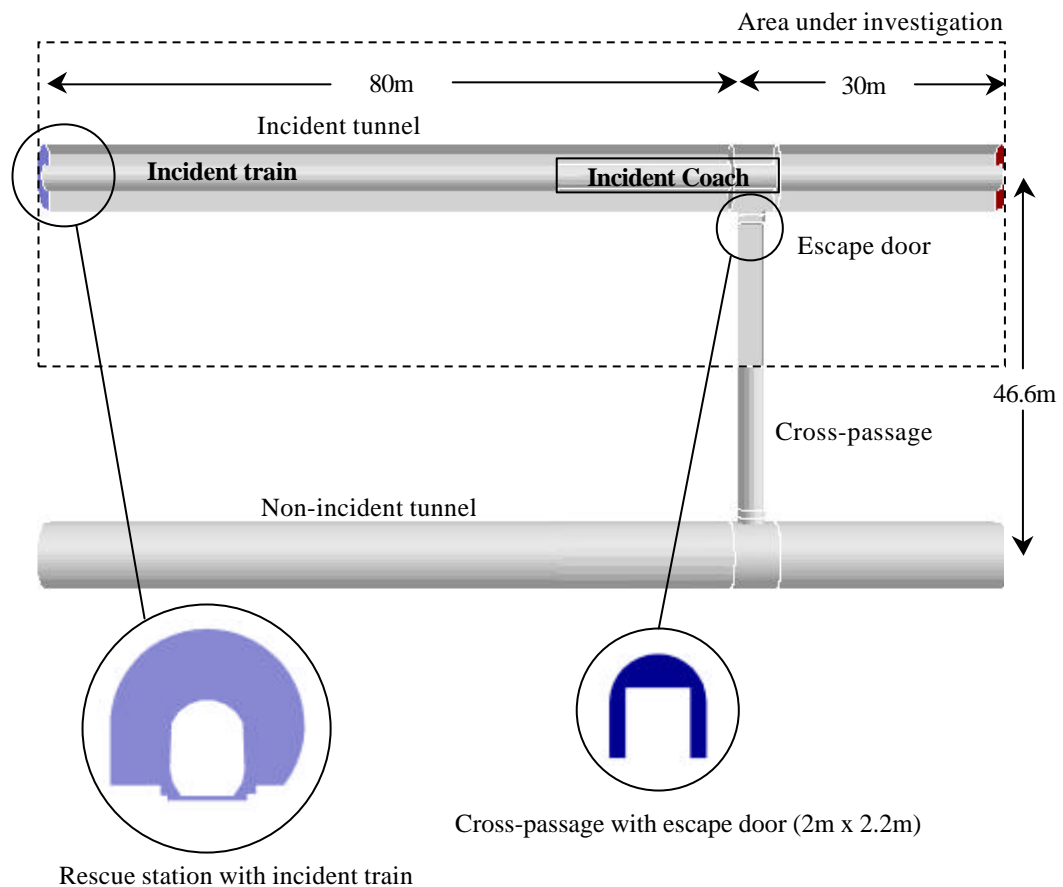 Area under investigation
80m
30m
Incident tunnel
Incident train
Incident Coach
Escape door
46.6m
Cross-passage
Non-incident tunnel
Cross-passage with escape door (2m x 2.2m)
Rescue station with incident train